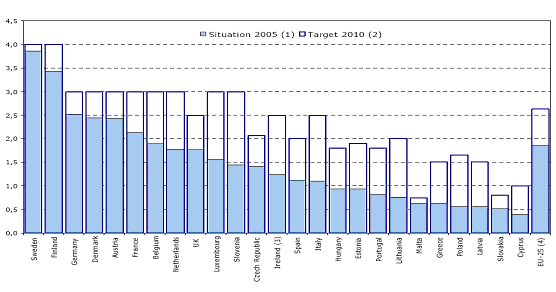 4,5
4,0
3,5
3,0
2,5
2,0
1,5
1,0
0,5
0,0
Situation 2005 (1) Target 2010 (2)
Sweden
Finland
Germany
Denmark
Austria
France
Belgium
Netherlands
UK
Luxembourg
Slovenia
Czech Republic
Ireland (3)
Spain
Italy
Hungary
Estonia
Portugal
Lithuania
Malta
Greece
Poland
Latvia
Slovakia
Cyprus
EU-25 (4)